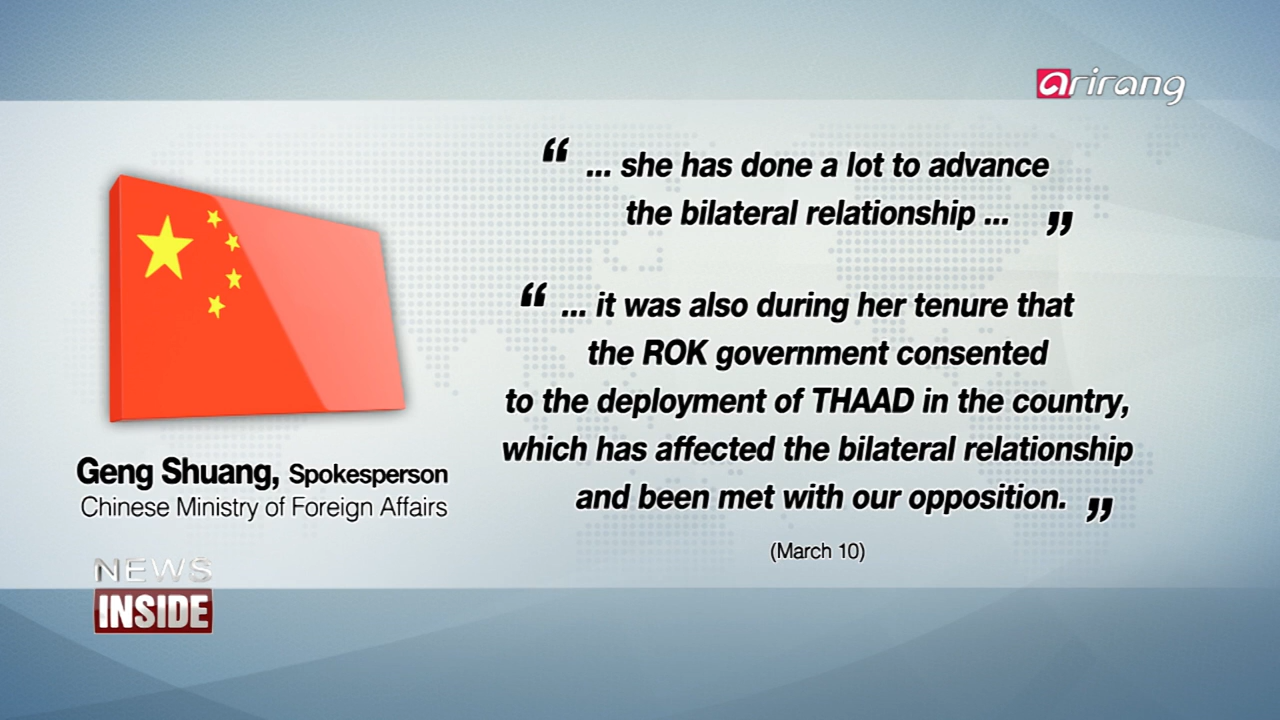 arirang
“ ... she has done a lot to advance
the bilateral relationship ... ”
“ ... it was also during her tenure that
the ROK government consented
to the deployment of THAAD in the country,
which has affected the bilateral relationship
and been met with our opposition. ”
(March 10)
Geng Shuang, Spokesperson
Chinese Ministry of Foreign Affairs
NEWS
INSIDE